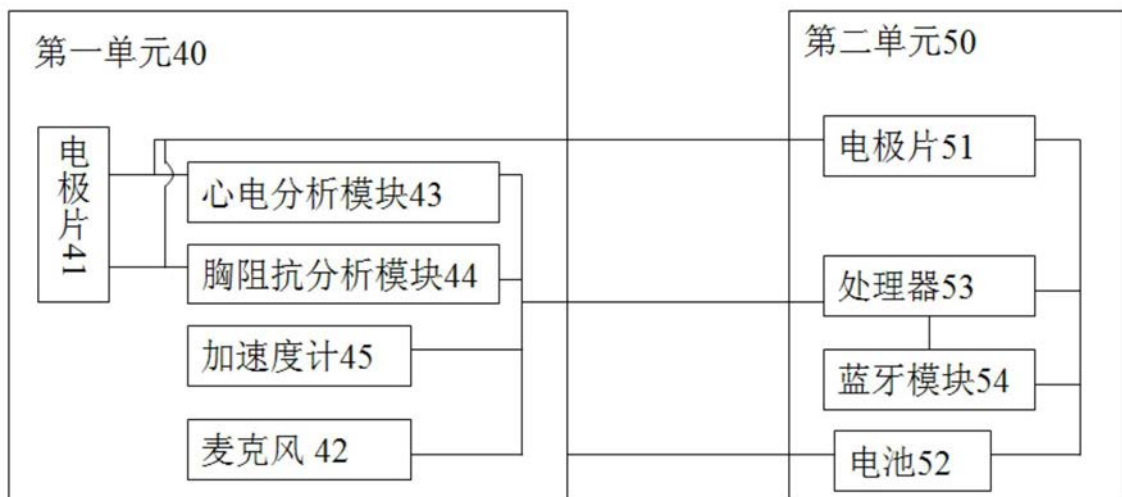 第一单元40
电极片41
心电分析模块43
胸阻抗分析模块44
加速度计45
麦克风 42
第二单元50
电极片51
处理器53
蓝牙模块54
电池52